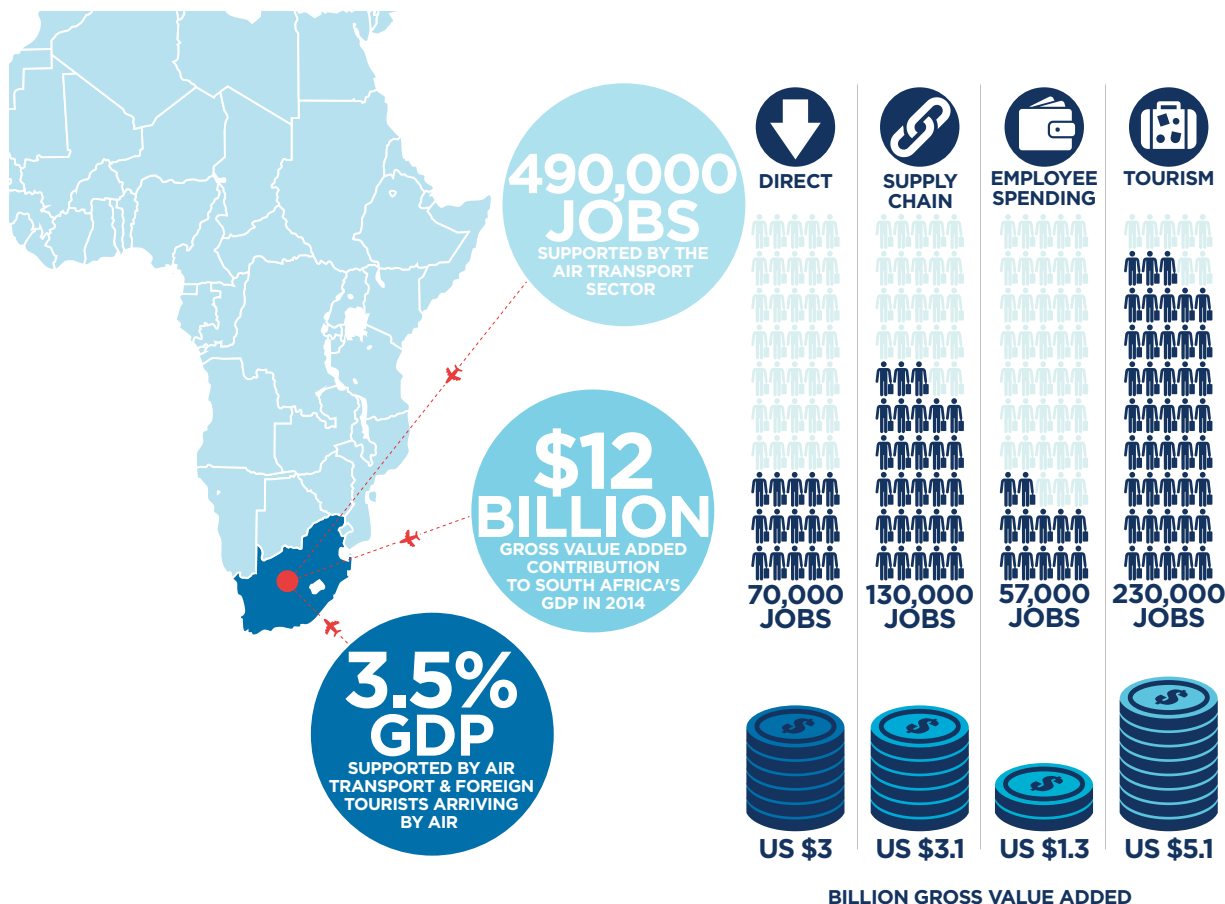 490,000
JOBS
SUPPORTED BY THE
AIR TRANSPORT
SECTOR
$12
BILLION
GROSS VALUE ADDED
CONTRIBUTION
TO SOUTH AFRICA'S
GDP IN 2014
3.5%
GDP
SUPPORTED BY AIR
TRANSPORT & FOREIGN
TOURISTS ARRIVING
BY AIR
DIRECT
SUPPLY
CHAIN
EMPLOYEE
SPENDING
TOURISM
70,000
JOBS
130,000
JOBS
57,000
JOBS
230,000
JOBS
$
$
$
$
US $3
US $3.1
US $1.3
US $5.1
BILLION GROSS VALUE ADDED